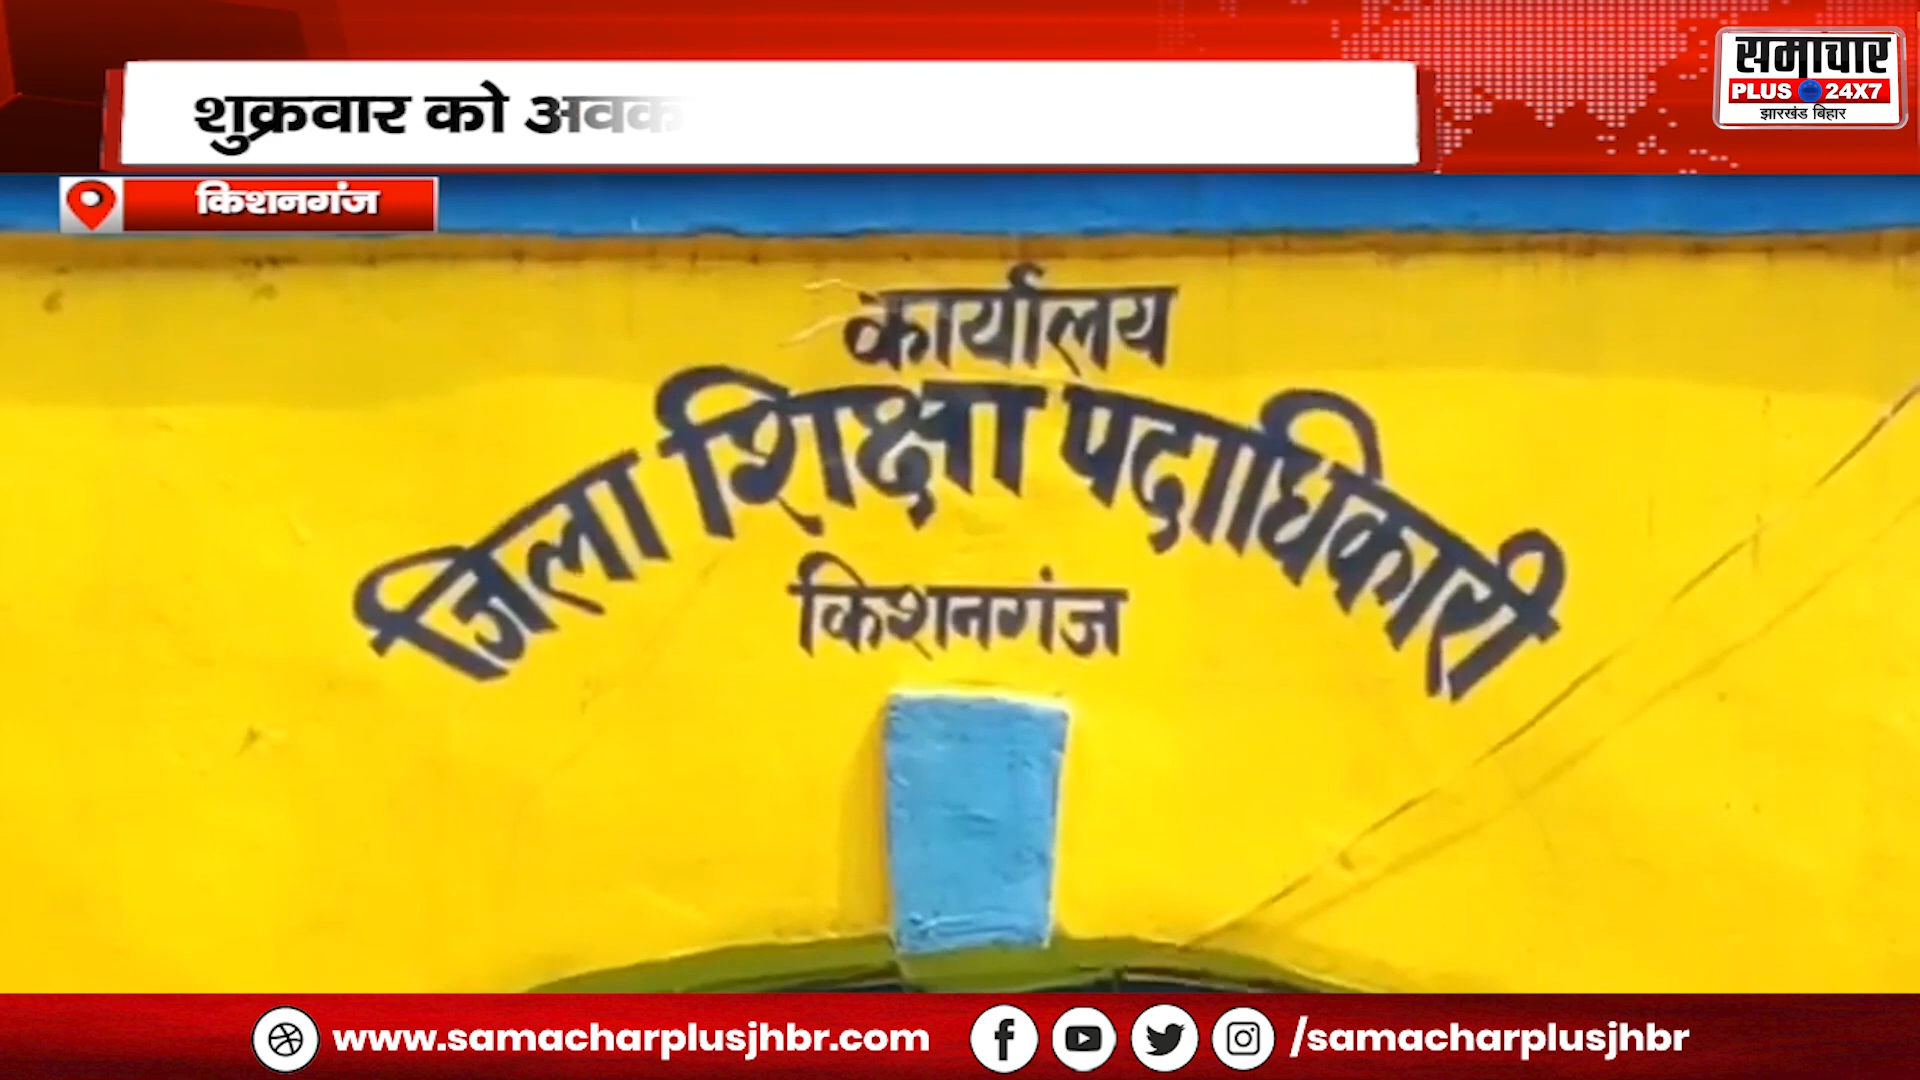 शुक्रवार को
समाचार
PLUS 24X7
झारखंड बिहार
किशनगंज
कार्यालय
जिला शिक्षा पदाधिकारी
किशनगंज
www.samacharplusjhbr.com
/samacharplusjhbr